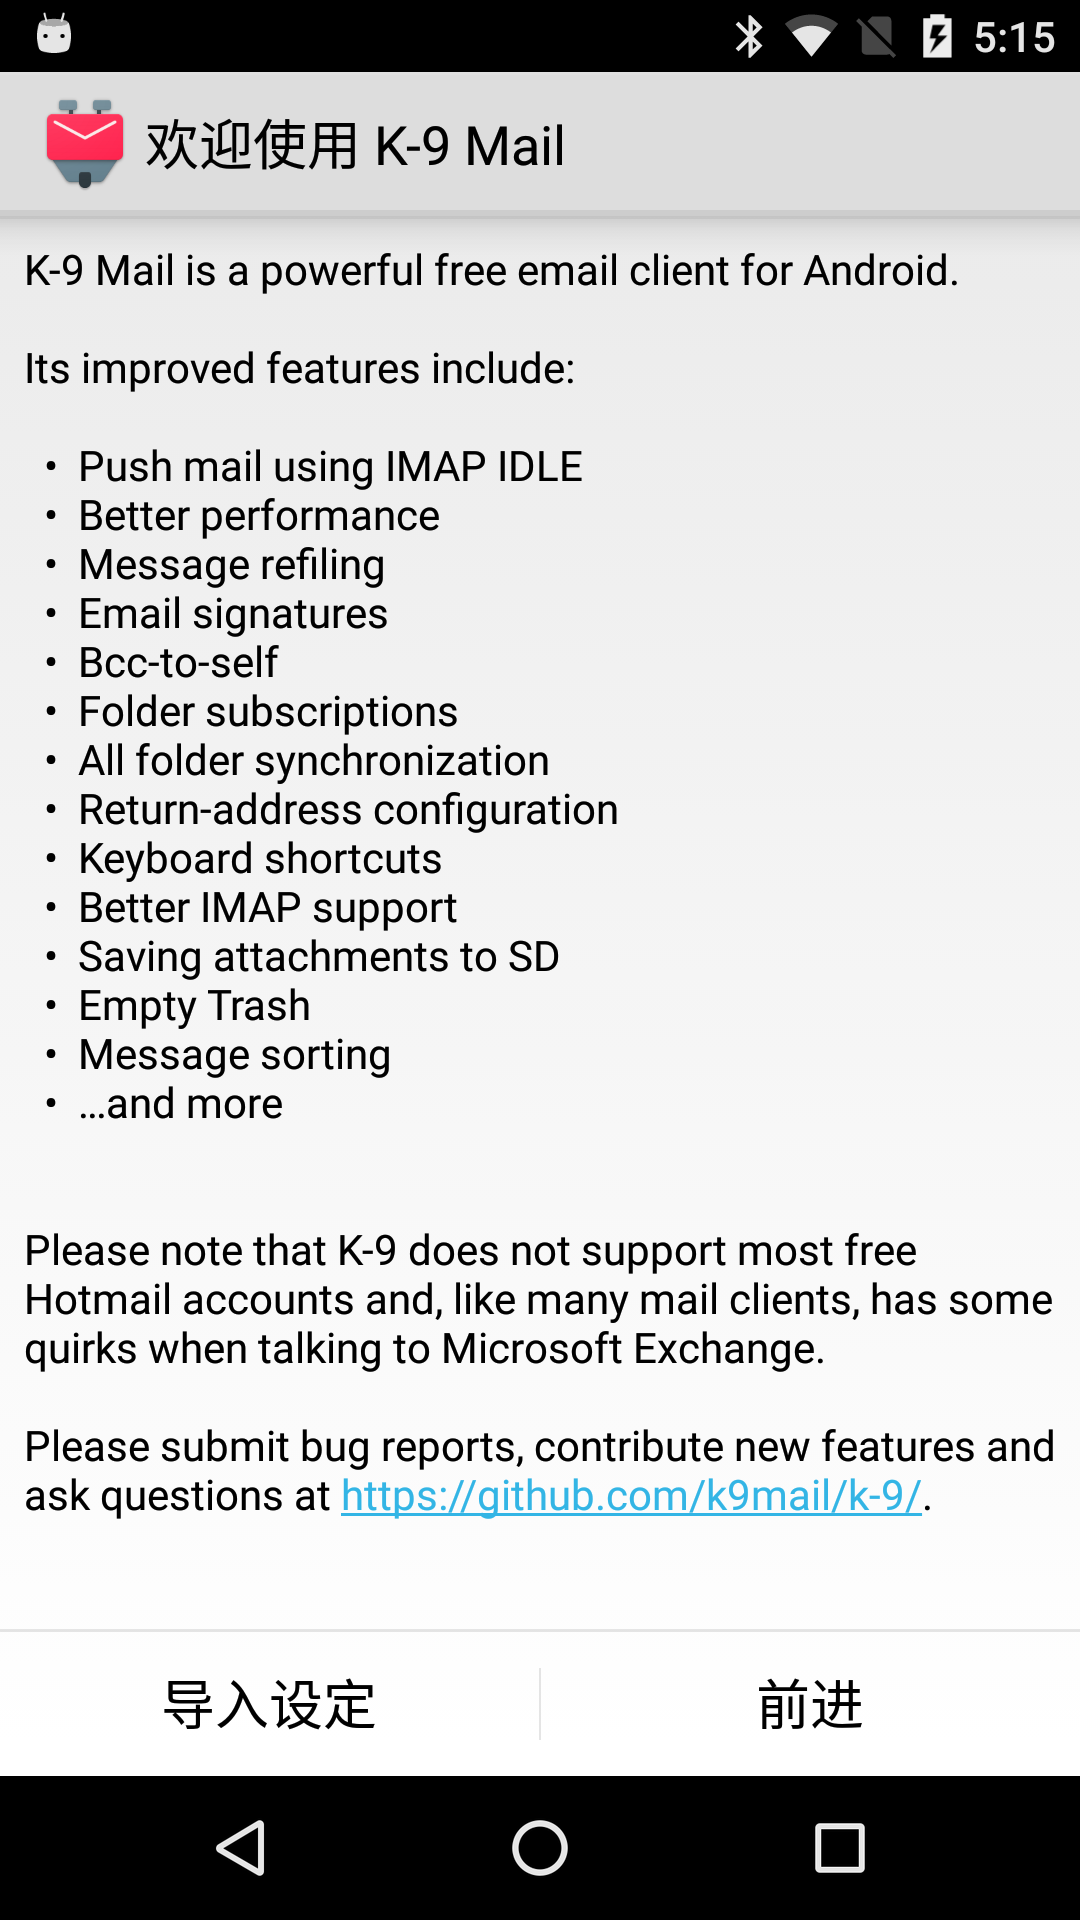 5:15
欢迎使用 K-9 Mail
K-9 Mail is a powerful free email client for Android.
Its improved features include:
• Push mail using IMAP IDLE
• Better performance
• Message refiling
• Email signatures
• Bcc-to-self
• Folder subscriptions
• All folder synchronization
• Return-address configuration
• Keyboard shortcuts
• Better IMAP support
• Saving attachments to SD
• Empty Trash
• Message sorting
• …and more
Please note that K-9 does not support most free
Hotmail accounts and, like many mail clients, has some
quirks when talking to Microsoft Exchange.
Please submit bug reports, contribute new features and
ask questions at https://github.com/k9mail/k-9/.
导入设定
前进